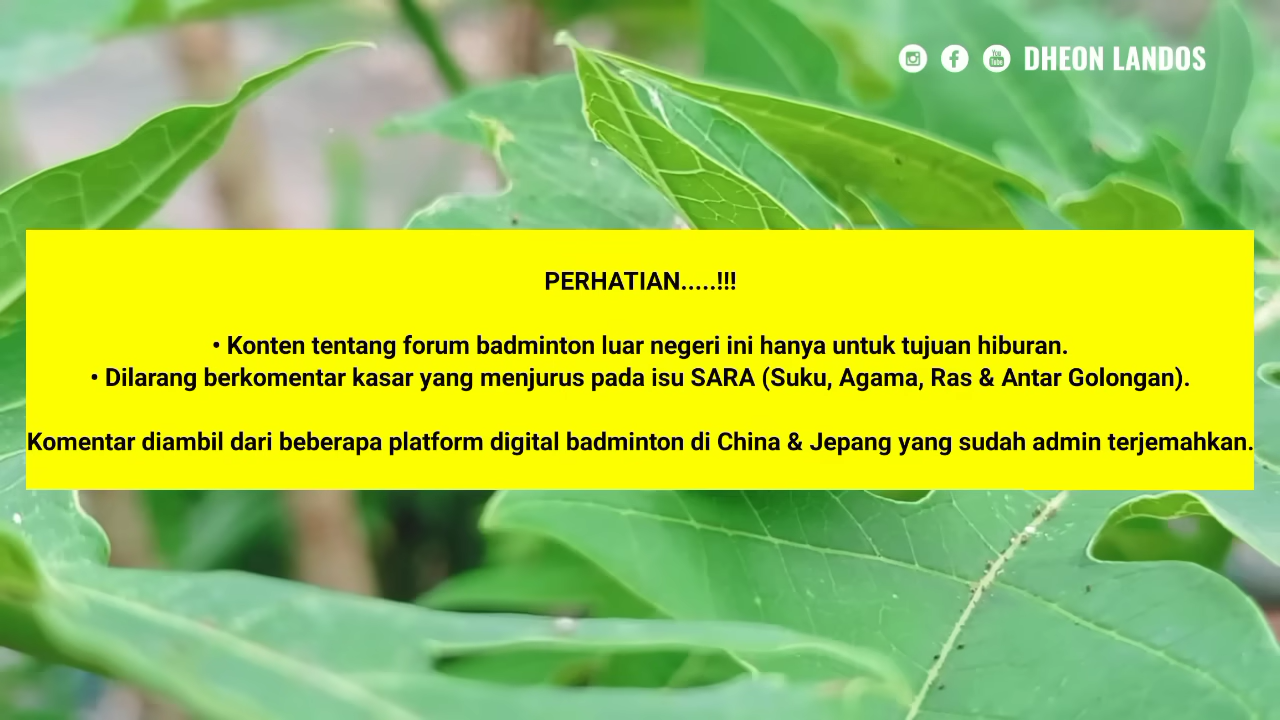 DHEON LANDOS
PERHATIAN.....!!!
• Konten tentang forum badminton luar negeri ini hanya untuk tujuan hiburan.
• Dilarang berkomentar kasar yang menjurus pada isu SARA (Suku, Agama, Ras & Antar Golongan).
Komentar diambil dari beberapa platform digital badminton di China & Jepang yang sudah admin terjemahkan.